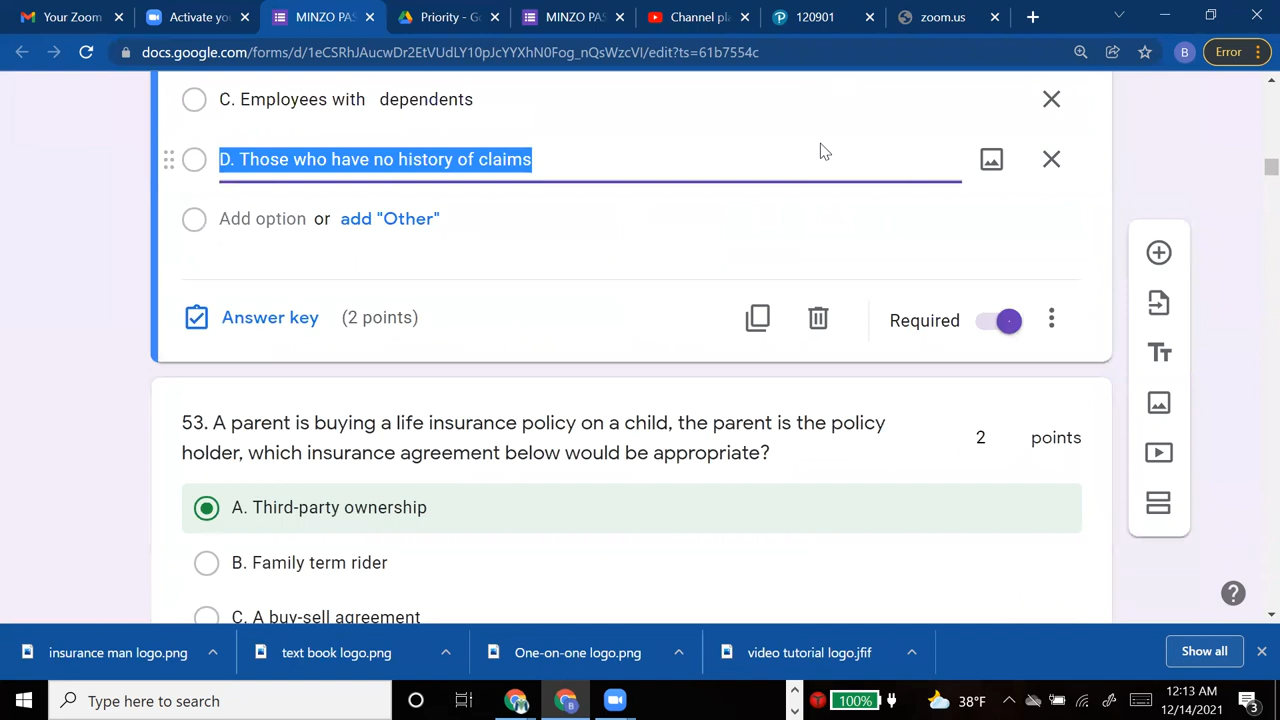 Your Zoom
Activate yo
MINZO PAS
Priority - Go
MINZO PAS
Channel pla
120901
zoom.us
docs.google.com/forms/d/1eCSRhJAucwDr2EtVUdLY10pJcYYXhN0Fog_nQsWzcVI/edit?ts=61b7554c
B
Error
C. Employees with dependents
D. Those who have no history of claims
Add option or add "Other"
Answer key (2 points)
Required
53. A parent is buying a life insurance policy on a child, the parent is the policy
holder, which insurance agreement below would be appropriate?
2 points
A. Third-party ownership
B. Family term rider
C. A buy-sell agreement
insurance man logo.png
text book logo.png
One-on-one logo.png
video tutorial logo.jfif
Show all
Type here to search
100%
38°F
12:13 AM
12/14/2021
3